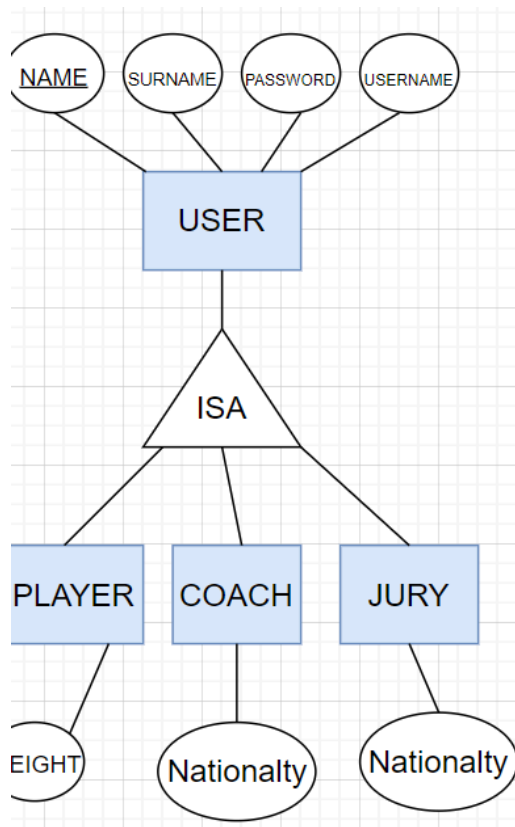 NAME
SURNAME
PASSWORD
USERNAME
USER
ISA
PLAYER
COACH
JURY
EIGHT
Nationalty
Nationalty